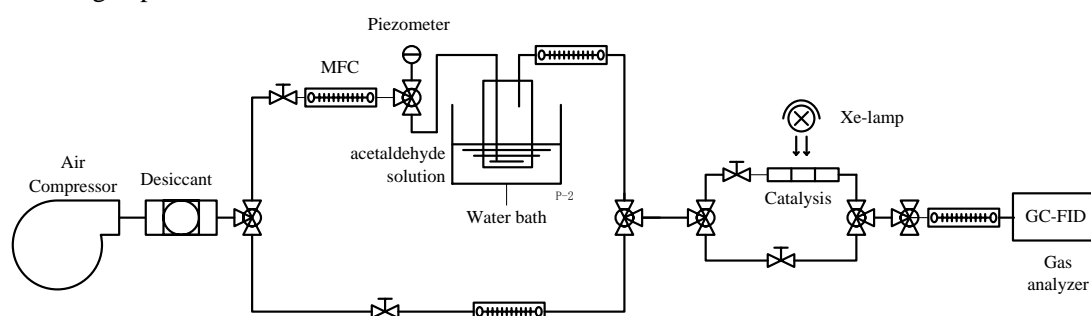 Piezometer
MFC
Xe-lamp
acetaldehyde
solution
Air
Compressor
Desiccant
P-2
Catalysis
Water bath
GC-FID
Gas
analyzer